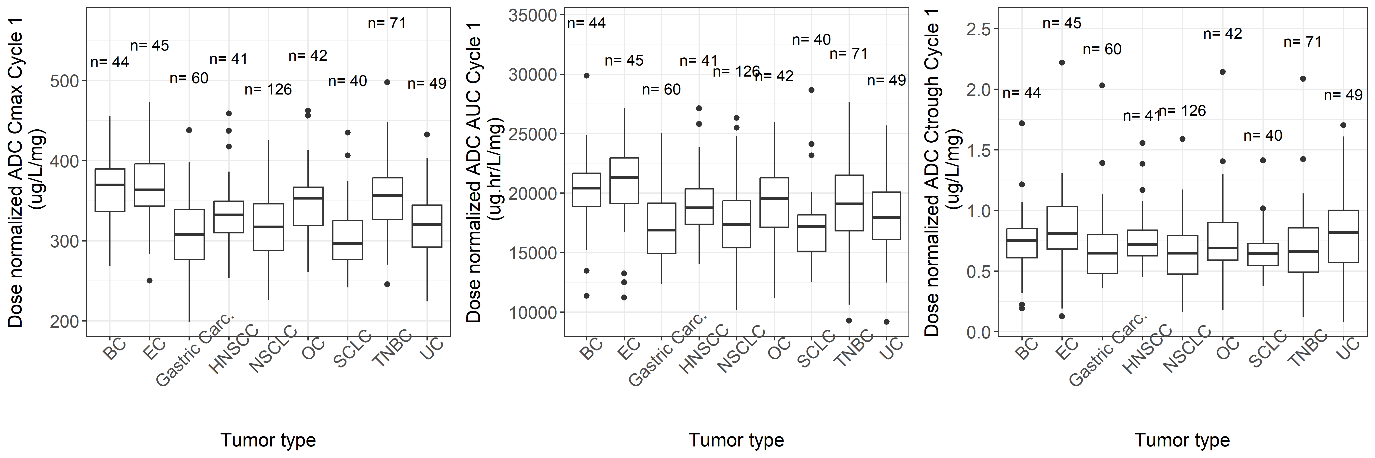 Dose normalized ADC Cmax Cycle 1
(ug/L/mg)
500
400
300
200
n= 44
n= 45
n= 60
n= 41
n= 126
n= 42
n= 40
n= 71
n= 49
BC
EC
Gastric Carc.
HNSCC
NSCLC
OC
SCLC
TNBC
UC
Tumor type
Dose normalized ADC AUC Cycle 1
(ug.hr/L/mg)
35000
30000
25000
20000
15000
10000
n= 44
n= 45
n= 60
n= 41
n= 126
n= 42
n= 40
n= 71
n= 49
BC
EC
Gastric Carc.
HNSCC
NSCLC
OC
SCLC
TNBC
UC
Tumor type
Dose normalized ADC Ctrough Cycle 1
(ug/L/mg)
2.5
2.0
1.5
1.0
0.5
0.0
n= 44
n= 45
n= 60
n= 41
n= 126
n= 42
n= 40
n= 71
n= 49
BC
EC
Gastric Carc.
HNSCC
NSCLC
OC
SCLC
TNBC
UC
Tumor type